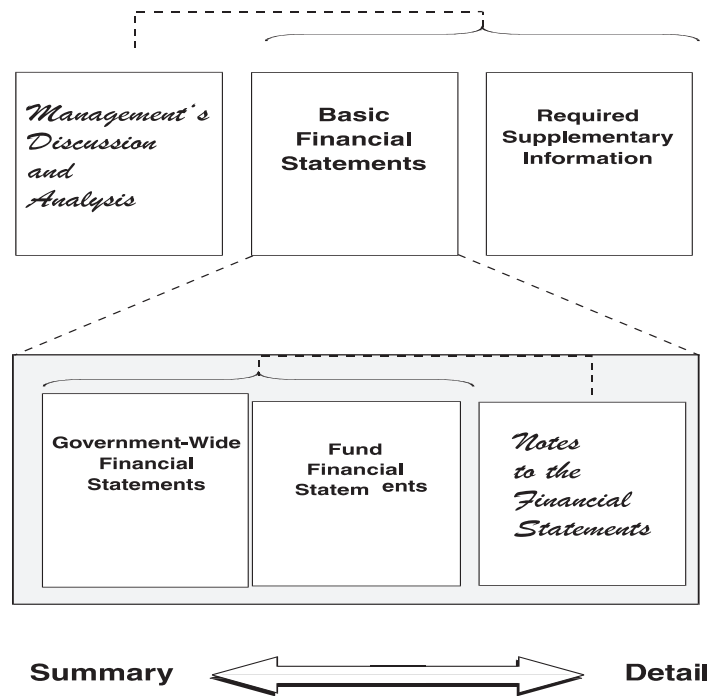 Management's
Discussion
and
Analysis
Basic
Financial
Statements
Required
Supplementary
Information
Government-Wide
Financial
Statements
Fund
Financial
Statem ents
Notes
to the
Financial
Statements
Summary
Detail